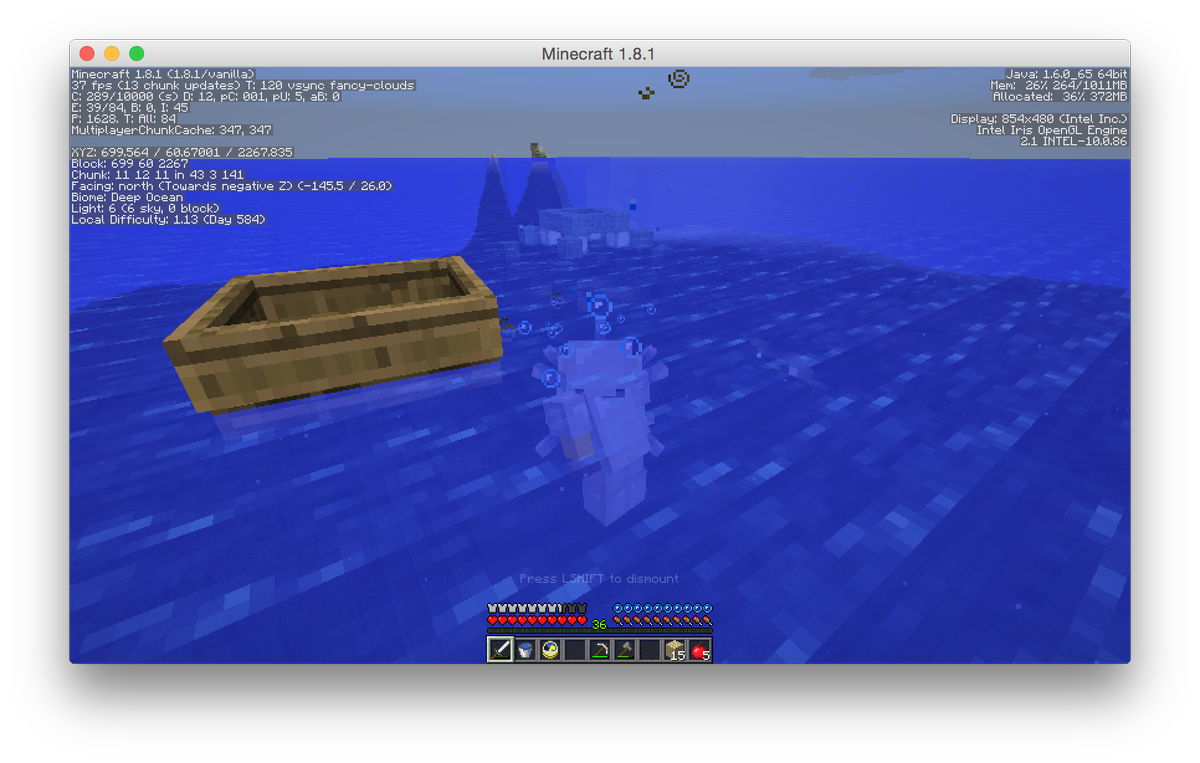 Minecraft 1.8.1
Minecraft 1.8.1 (1.8.1/vanilla)
37 fps (13 chunk updates) T: 120 vsync fancy-clouds
C: 289/10000 (s) D: 12, pC: 001, pU: 5, aB: 0
E: 39/84, B: 0, I: 45
P: 1628. T: All: 84
MultiplayerChunkCache: 347, 347
XYZ: 699.564 / 60.67001 / 2267.835
Block: 699 60 2267
Chunk: 11 12 11 in 43 3 141
Facing: north (Towards negative Z) (-145.5 / 26.0)
Biome: Deep Ocean
Light: 6 (6 sky, 0 block)
Local Difficulty: 1.13 (Day 584)
Java: 1.6.0_65 64bit
Mem: 26% 264/1011MB
Allocated: 36% 372MB
Display: 854x480 (Intel Inc.)
Intel Iris OpenGL Engine
2.1 INTEL-10.0.86
Press LSHIFT to dismount
36
15
5